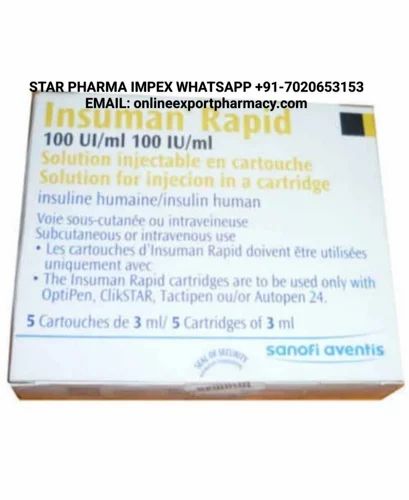 STAR PHARMA IMPEX WHATSAPP +91-7020653153
EMAIL: onlineexportpharmacy.com
Insuman Rapid
100 UI/ml 100 IU/ml
Solution injectable en cartouche
Solution for injecion in a cartridge
insuline humaine/insulin human
Voie sous-cutanée ou intraveineuse
Subcutaneous or intravenous use
• Les cartouches d'Insuman Rapid doivent être utilisées
uniquement avec
• The Insuman Rapid cartridges are to be used only with
OptiPen, ClikSTAR, Tactipen ou/or Autopen 24.
5 Cartouches de 3 ml/ 5 Cartridges of 3 ml
SEAL OF SECURITY
sanofi aventis